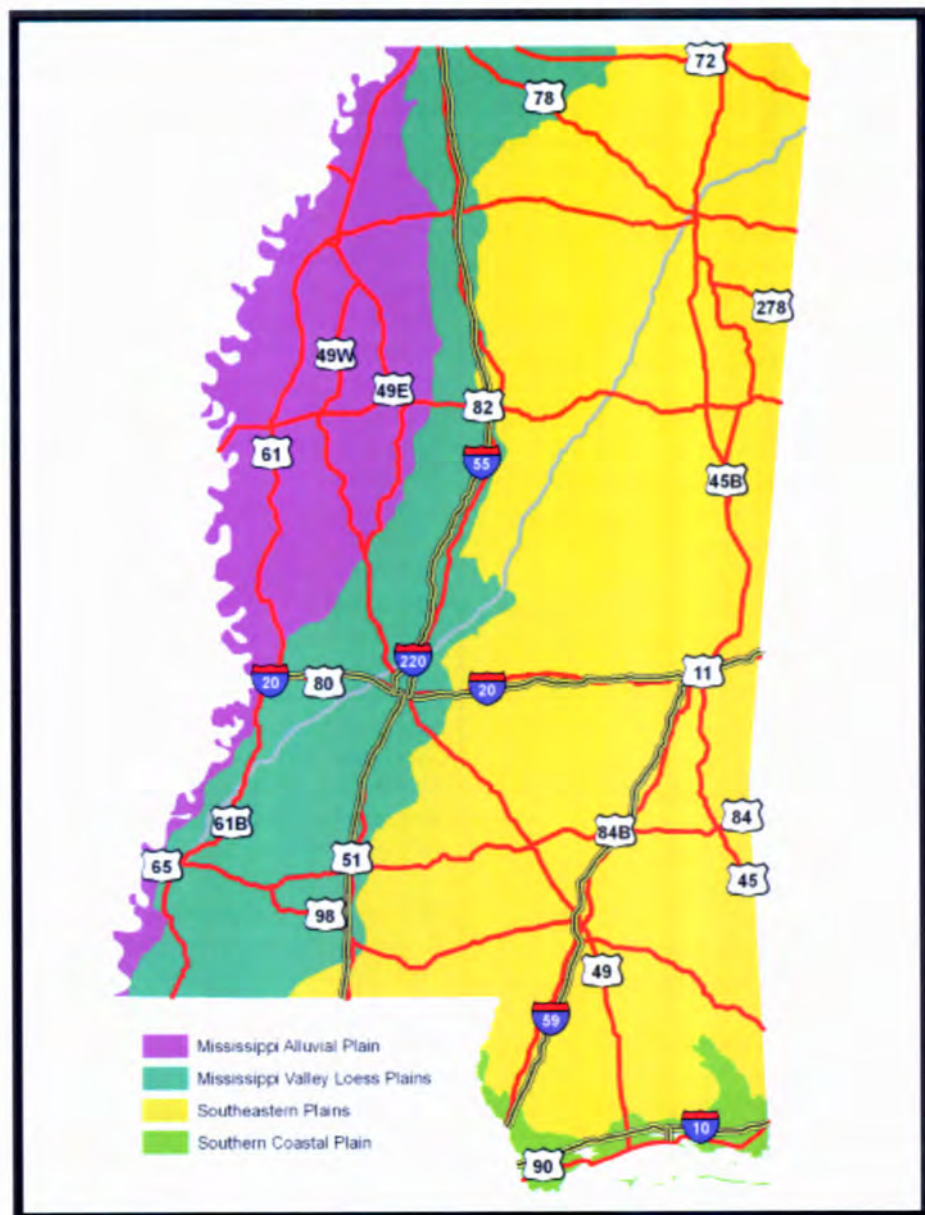 72
78
278
49W
49E
82
61
55
45B
220
11
20
80
20
61B
84
84B
51
65
45
98
49
59
Mississippi Alluvial Plain
Mississippi Valley Loess Plains
Southeastern Plains
Southern Coastal Plain
10
90